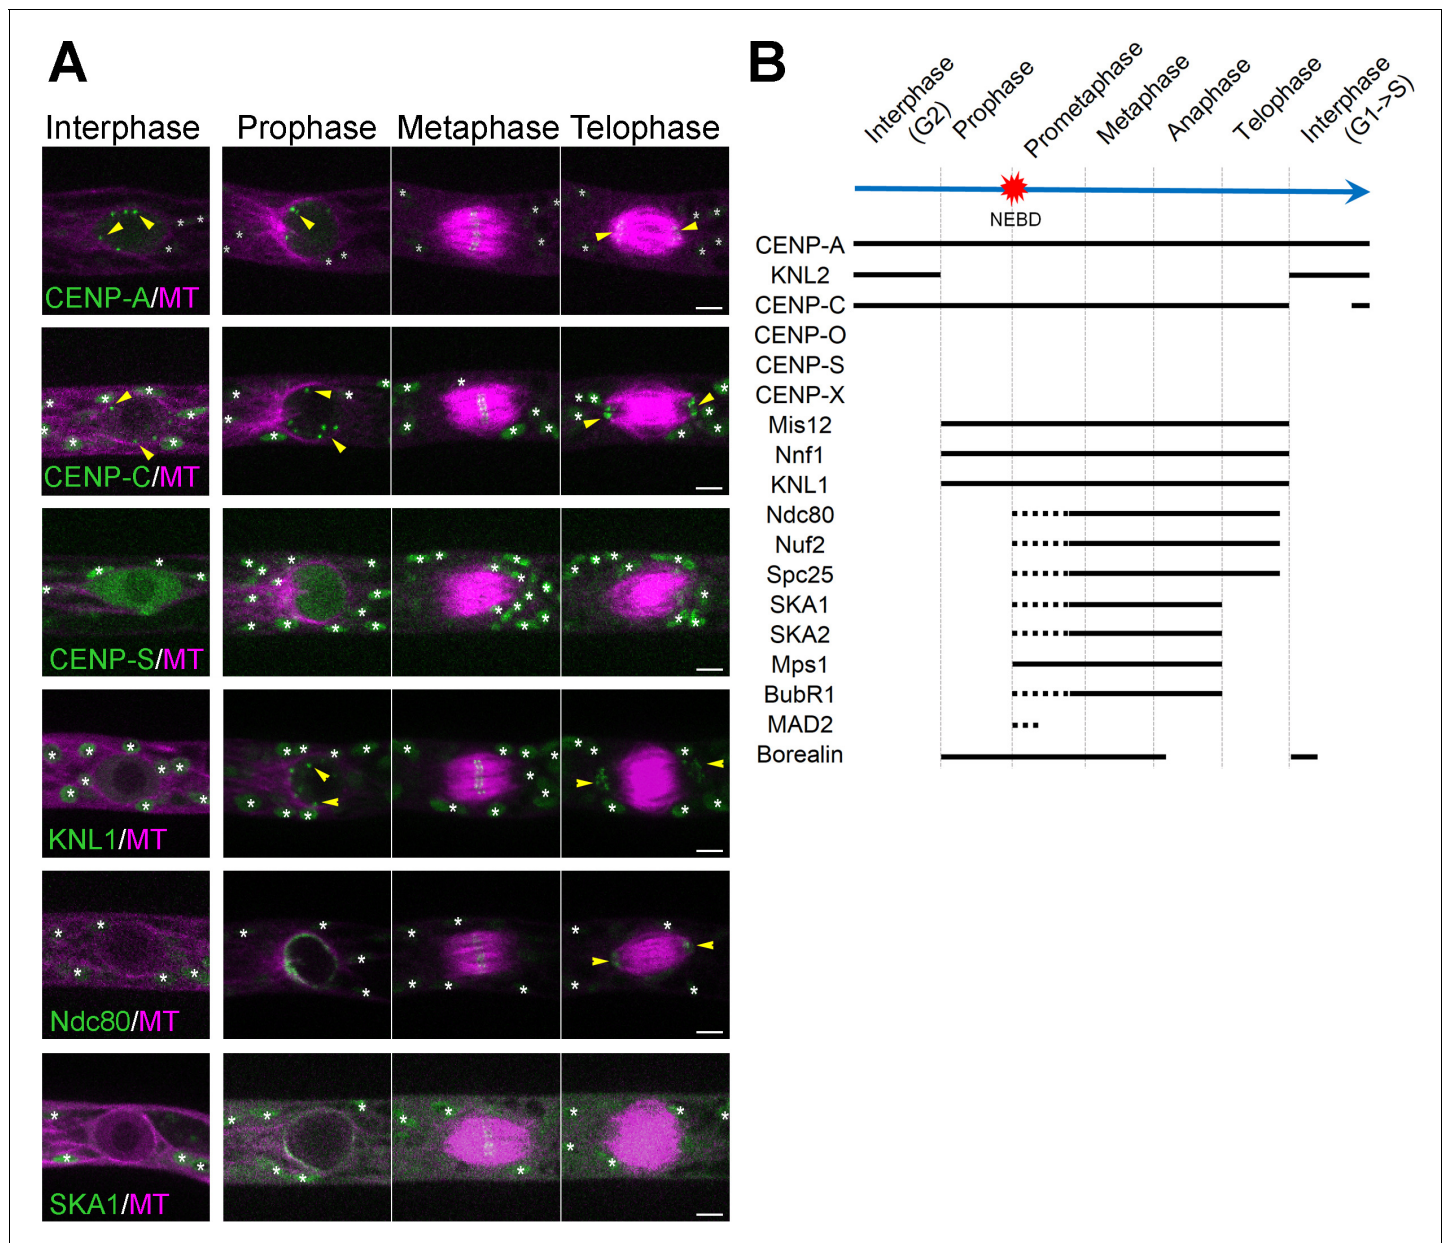 A
Interphase Prophase Metaphase Telophase
CENP-A/MT
CENP-C/MT
CENP-S/MT
KNL1/MT
Ndc80/MT
SKA1/MT
B
Interphase
(G2)
Prophase
Prometaphase
Metaphase
Anaphase
Telophase
Interphase
(G1->S)
NEBD
CENP-A
KNL2
CENP-C
CENP-O
CENP-S
CENP-X
Mis12
Nnf1
KNL1
Ndc80
Nuf2
Spc25
SKA1
SKA2
Mps1
BubR1
MAD2
Borealin